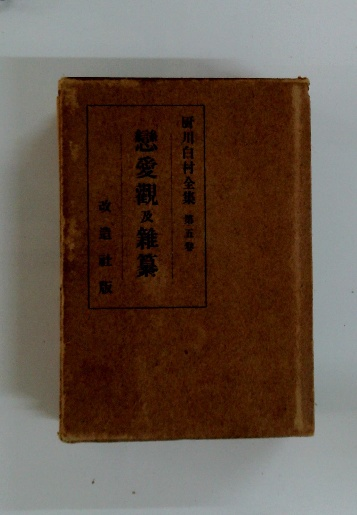 厨川白村全集 第五巻
戀愛觀及雜纂
改造社版